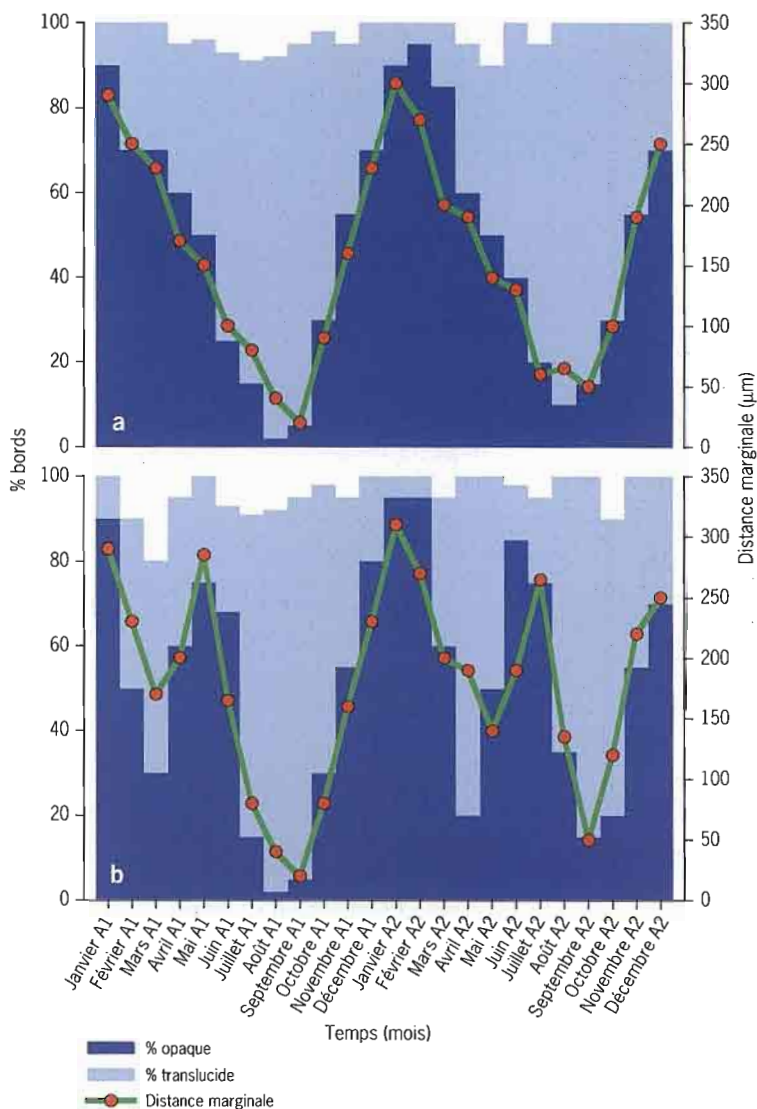 100
80
60
40
20
0
350
300
250
200
150
100
50
0
a
% bords
Distance marginale (µm)
100
80
60
40
20
0
350
300
250
200
150
100
50
0
b
Janvier A1
Février A1
Mars A1
Avril A1
Mai A1
Juin A1
Juillet A1
Août A1
Septembre A1
Octobre A1
Novembre A1
Décembre A1
Janvier A2
Février A2
Mars A2
Avril A2
Mai A2
Juin A2
Juillet A2
Août A2
Septembre A2
Octobre A2
Novembre A2
Décembre A2
Temps (mois)
% opaque
% translucide
Distance marginale